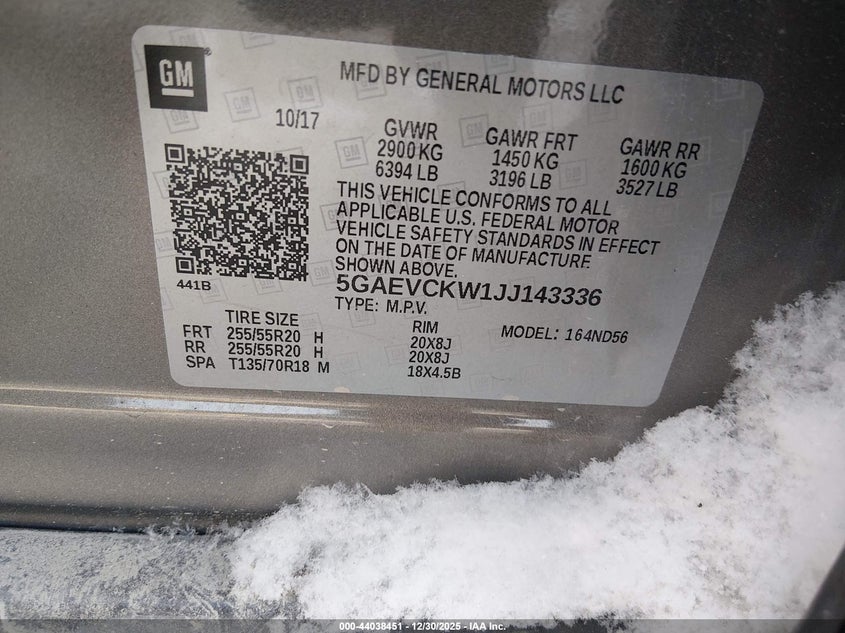 GM
MFD BY GENERAL MOTORS LLC
10/17
GVWR GAWR FRT GAWR RR
2900 KG 1450 KG 1600 KG
6394 LB 3196 LB 3527 LB
THIS VEHICLE CONFORMS TO ALL
APPLICABLE U.S. FEDERAL MOTOR
VEHICLE SAFETY STANDARDS IN EFFECT
ON THE DATE OF MANUFACTURE
SHOWN ABOVE.
441B
5GAEVCKW1JJ143336
TYPE: M.P.V.
TIRE SIZE RIM MODEL: 164ND56
FRT 255/55R20 H 20X8J
RR 255/55R20 H 20X8J
SPA T135/70R18 M 18X4.5B
000-44038451 - 12/30/2025 - IAA Inc.